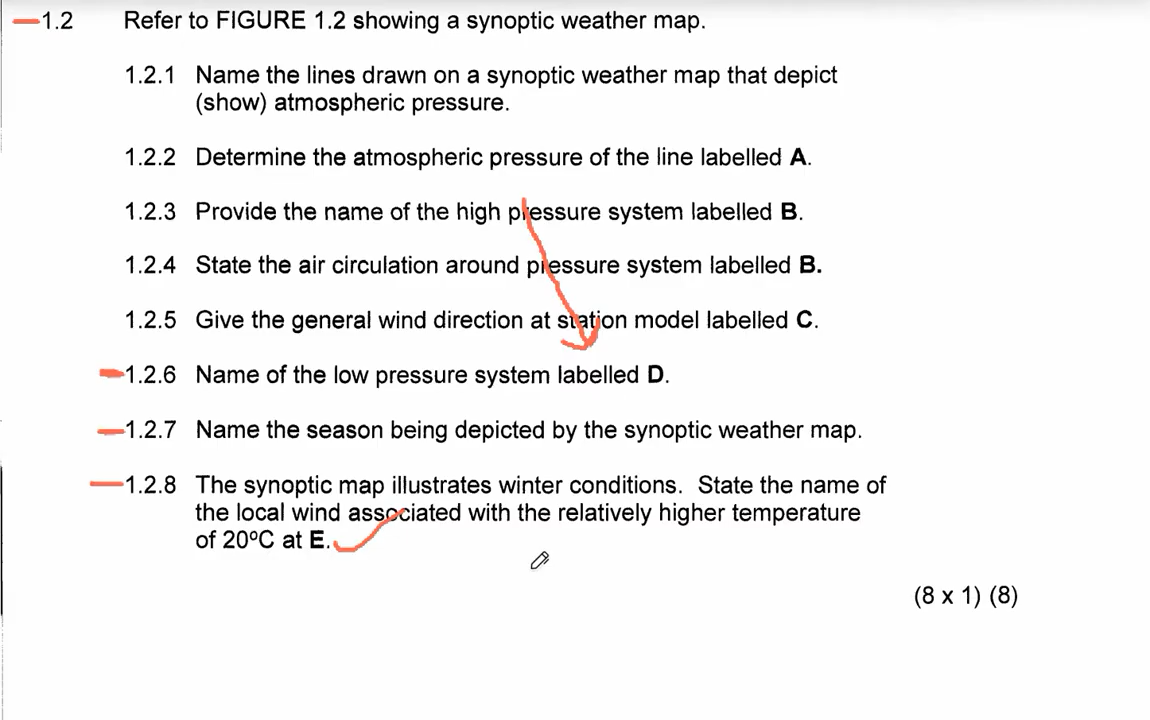 1.2 Refer to FIGURE 1.2 showing a synoptic weather map.
1.2.1 Name the lines drawn on a synoptic weather map that depict
(show) atmospheric pressure.
1.2.2 Determine the atmospheric pressure of the line labelled A.
1.2.3 Provide the name of the high pressure system labelled B.
1.2.4 State the air circulation around pressure system labelled B.
1.2.5 Give the general wind direction at station model labelled C.
1.2.6 Name of the low pressure system labelled D.
1.2.7 Name the season being depicted by the synoptic weather map.
1.2.8 The synoptic map illustrates winter conditions. State the name of
the local wind associated with the relatively higher temperature
of 20ºC at E.
(8 x 1) (8)